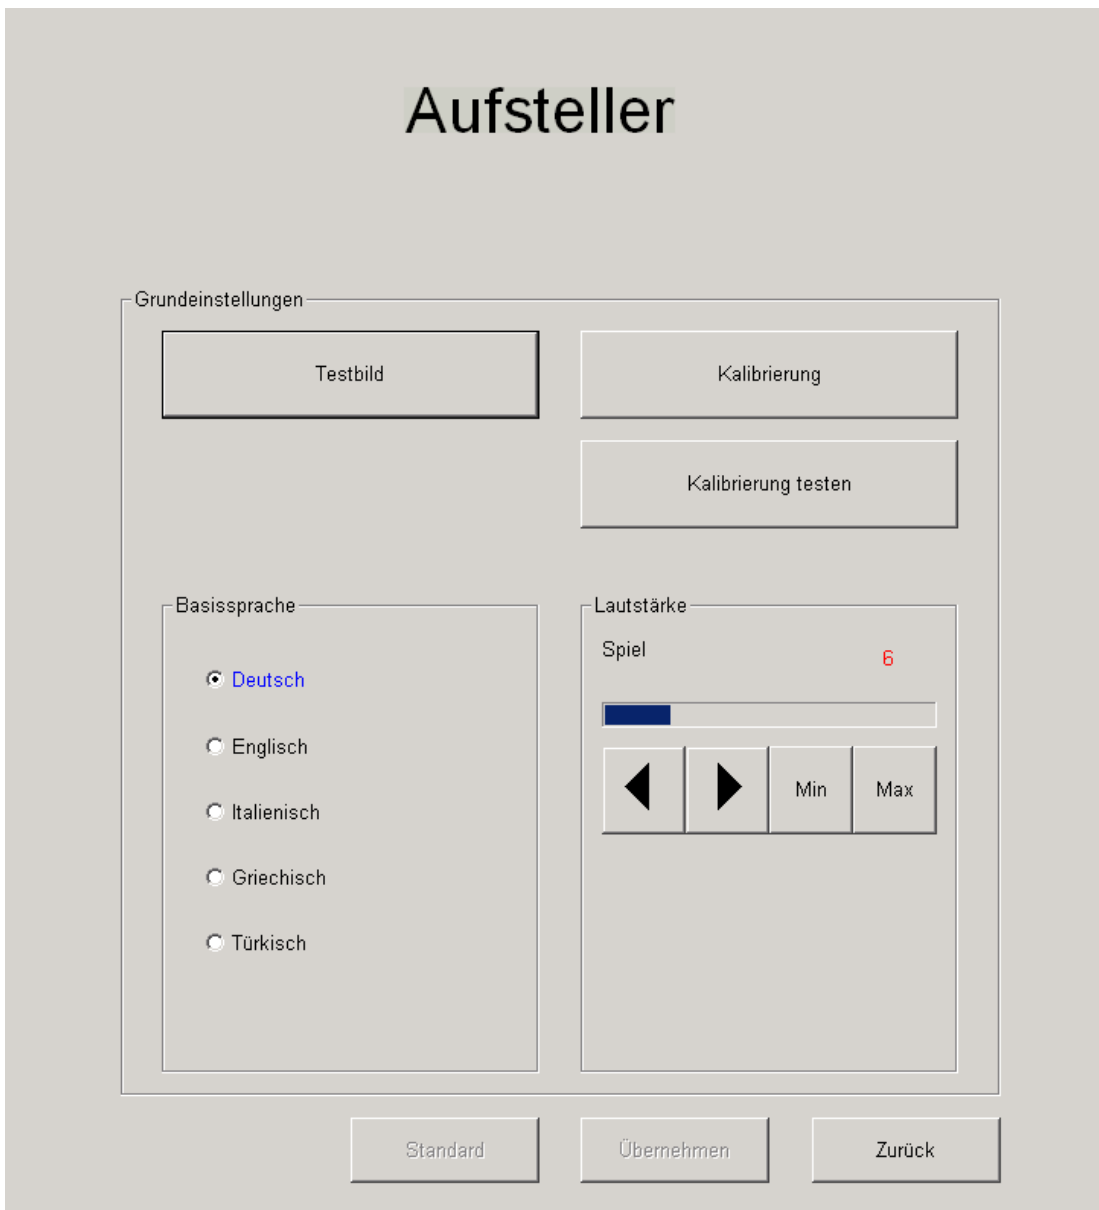 Aufsteller
Grundeinstellungen
Testbild
Kalibrierung
Kalibrierung testen
Basissprache
Deutsch
Englisch
Italienisch
Griechisch
Türkisch
Lautstärke
Spiel
6
Min
Max
Standard
Übernehmen
Zurück